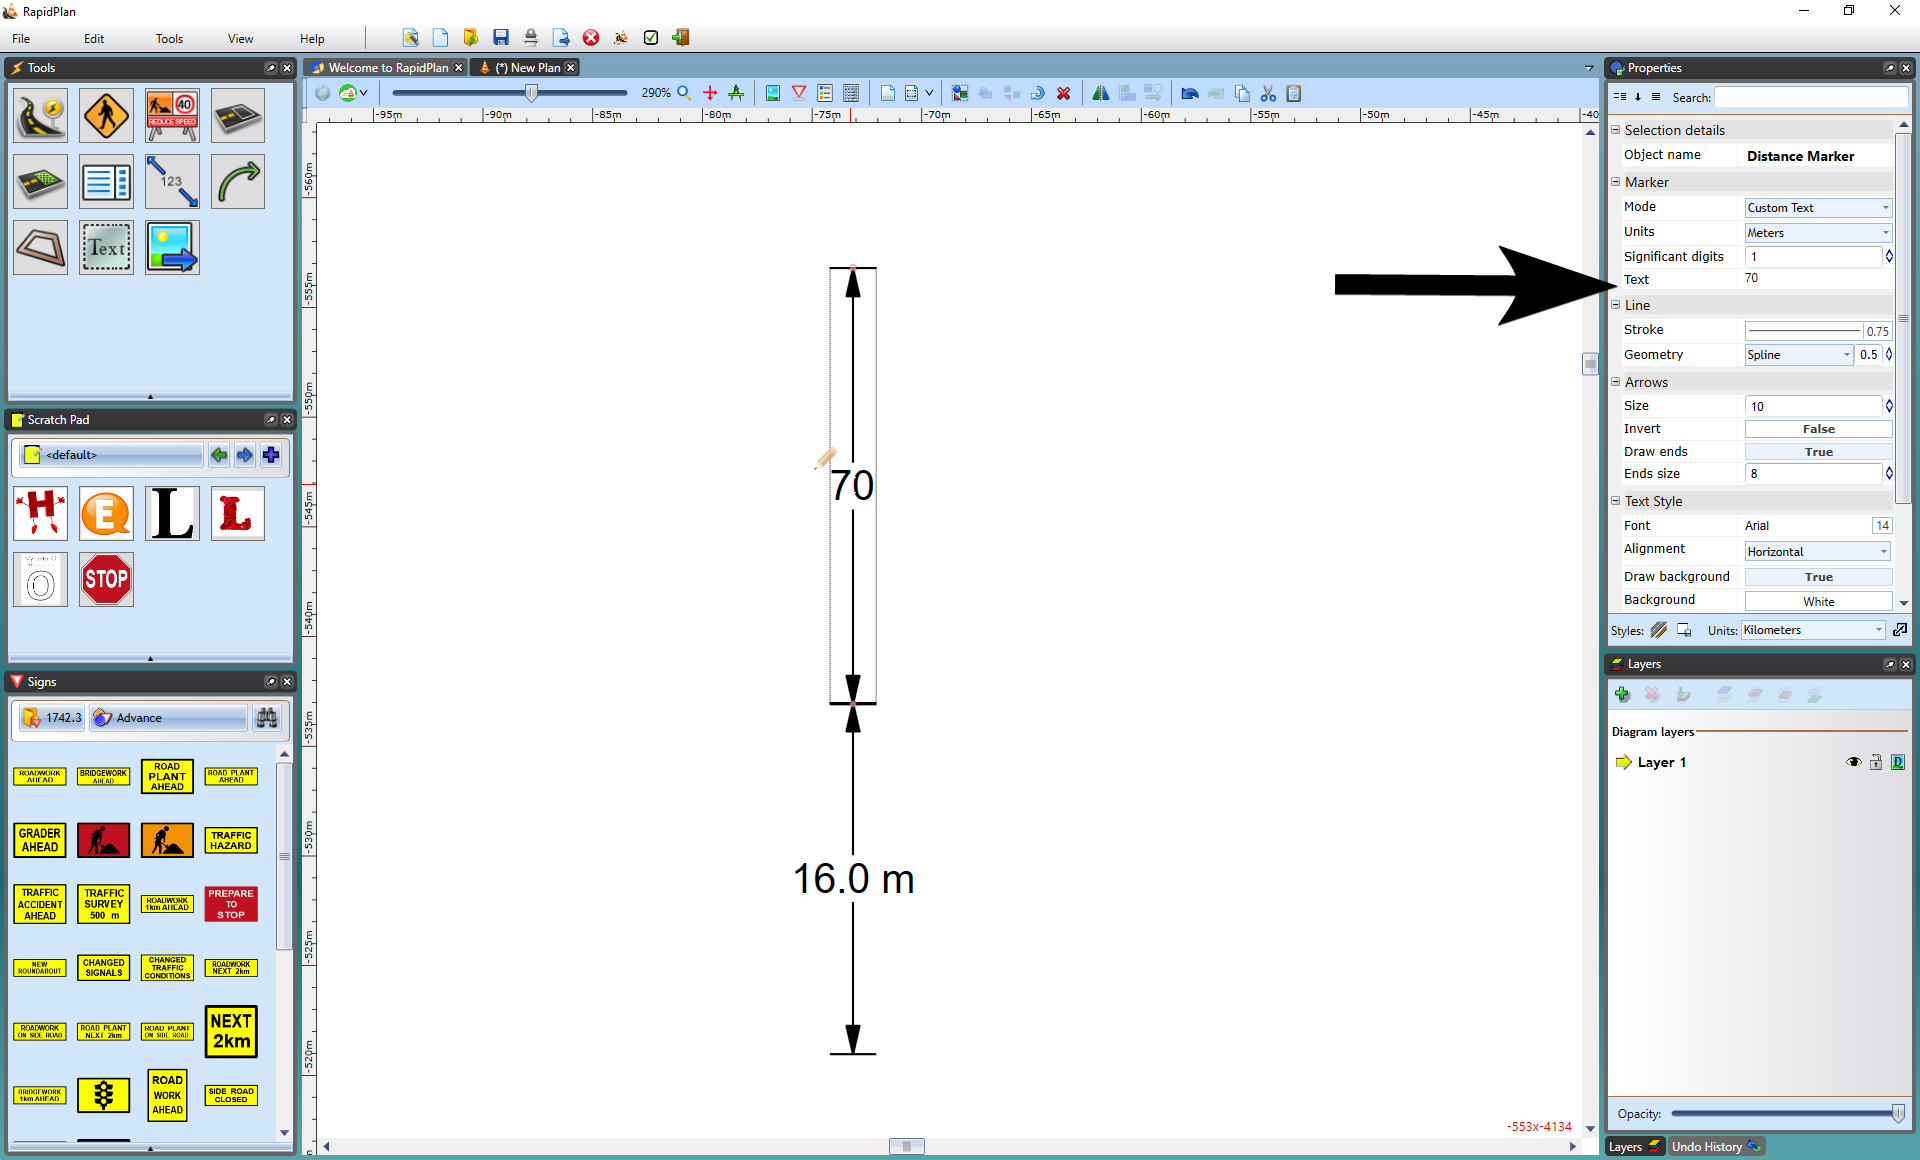 RapidPlan
File Edit Tools View Help
Tools
123
40
REDUCE SPEED
Text
Scratch Pad
<default>
H
E
L
L
O
STOP
Signs
1742.3 Advance
ROADWORK AHEAD
BRIDGEWORK AHEAD
ROAD PLANT AHEAD
ROAD PLANT AHEAD
GRADER AHEAD
TRAFFIC HAZARD
TRAFFIC ACCIDENT AHEAD
TRAFFIC SURVEY 500 m
ROADWORK 1km AHEAD
PREPARE TO STOP
NEW ROUNDABOUT
CHANGED SIGNALS
CHANGED TRAFFIC CONDITIONS
ROADWORK NEXT 2km
ROADWORK ON SIDE ROAD
ROAD PLANT NEXT 2km
ROAD PLANT ON SIDE ROAD
NEXT 2km
BRIDGEWORK 1km AHEAD
ROAD WORK AHEAD
SIDE ROAD CLOSED
Welcome to RapidPlan
(*) New Plan
290%
-95m -90m -85m -80m -75m -70m -65m -60m -55m -50m -45m -40
-560m
-555m
-550m
-545m
-540m
-535m
-530m
-525m
-520m
70
16.0 m
-553x-4134
Properties
Search:
Selection details
Object name Distance Marker
Marker
Mode Custom Text
Units Meters
Significant digits 1
Text 70
Line
Stroke 0.75
Geometry Spline 0.5
Arrows
Size 10
Invert False
Draw ends True
Ends size 8
Text Style
Font Arial 14
Alignment Horizontal
Draw background True
Background White
Styles: Units: Kilometers
Layers
Diagram layers
Layer 1
D
Opacity:
Layers Undo History